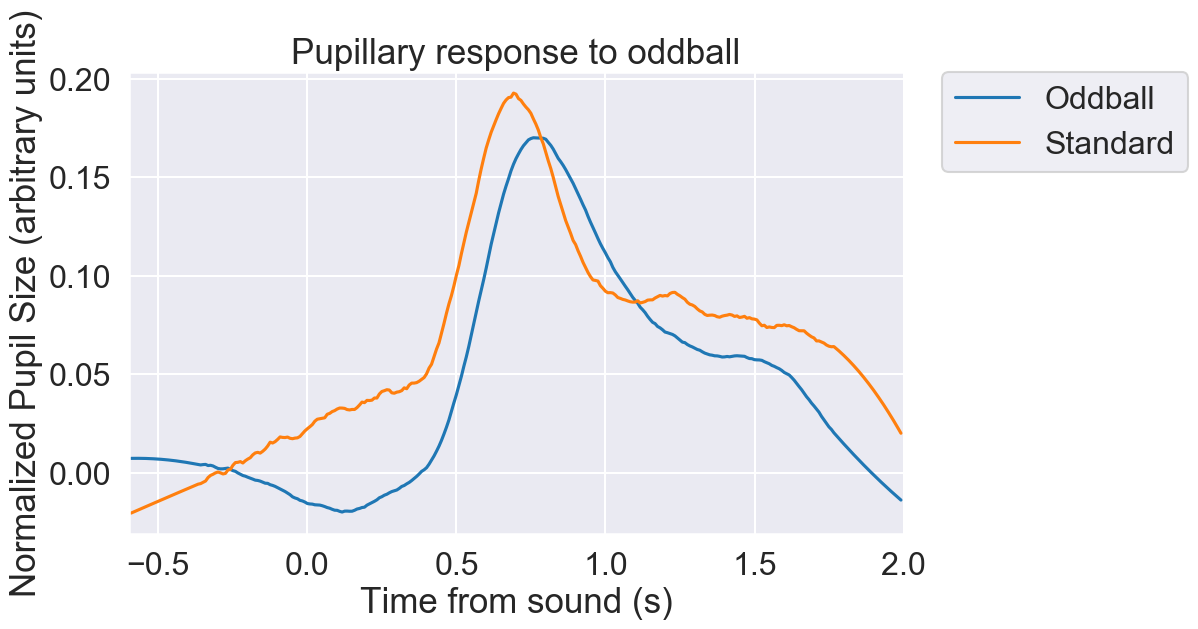 Pupillary response to oddball
Normalized Pupil Size (arbitrary units)
0.20
0.15
0.10
0.05
0.00
−0.5
0.0
0.5
1.0
1.5
2.0
Time from sound (s)
Oddball
Standard